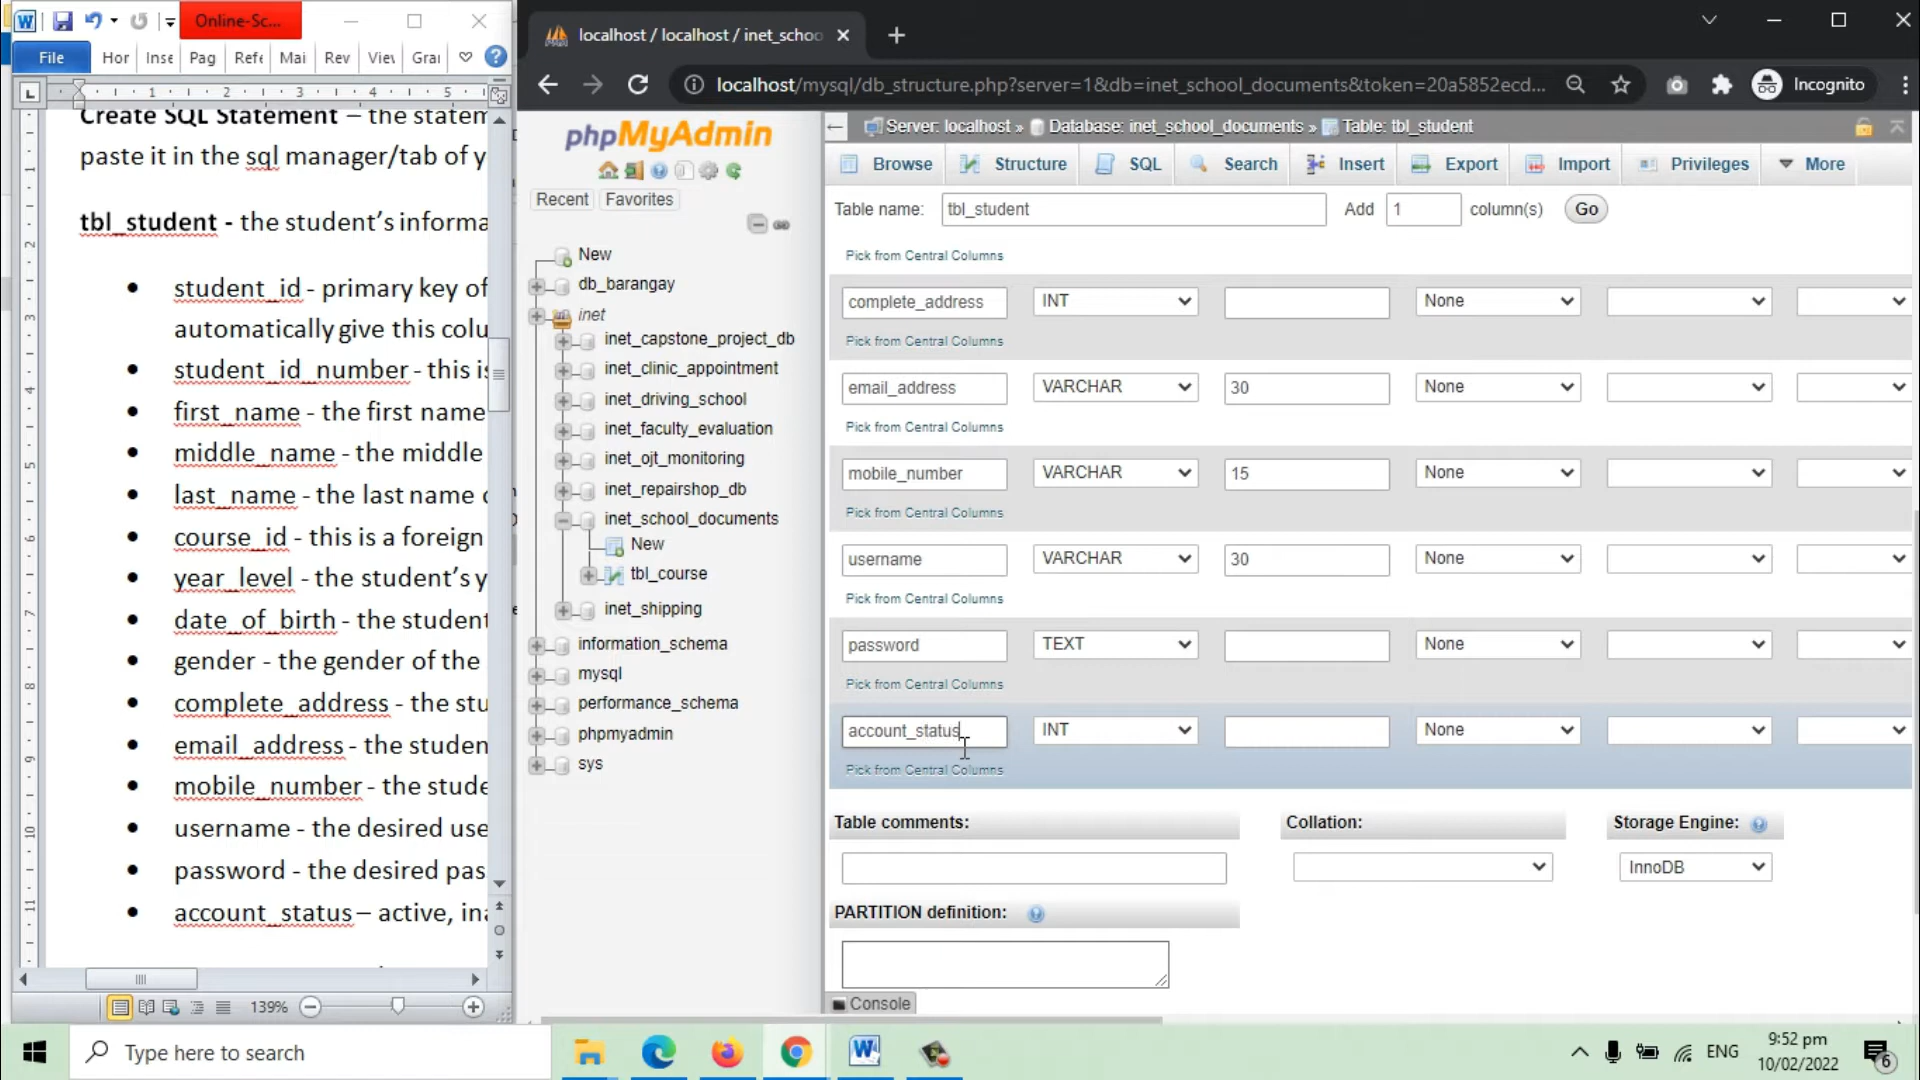 Online-Sc...
File Hor Inse Pag Refe Mai Rev Viev Grar
1 2 3 4 5
Create SQL Statement – the statem
paste it in the sql manager/tab of y
tbl_student - the student's informa
student_id - primary key of
automatically give this colu
student_id_number - this is
first_name - the first name
middle_name - the middle
last_name - the last name
course_id - this is a foreign
year_level - the student's y
date_of_birth - the student
gender - the gender of the
complete_address - the stu
email_address - the studen
mobile_number - the stude
username - the desired use
password - the desired pas
account_status – active, ina
139%
localhost / localhost / inet_schoo
localhost/mysql/db_structure.php?server=1&db=inet_school_documents&token=20a5852ecd...
Incognito
phpMyAdmin
Recent Favorites
New
db_barangay
inet
inet_capstone_project_db
inet_clinic_appointment
inet_driving_school
inet_faculty_evaluation
inet_ojt_monitoring
inet_repairshop_db
inet_school_documents
New
tbl_course
inet_shipping
information_schema
mysql
performance_schema
phpmyadmin
sys
Server: localhost » Database: inet_school_documents » Table: tbl_student
Browse Structure SQL Search Insert Export Import Privileges More
Table name: tbl_student Add 1 column(s) Go
Pick from Central Columns
complete_address INT None
Pick from Central Columns
email_address VARCHAR 30 None
Pick from Central Columns
mobile_number VARCHAR 15 None
Pick from Central Columns
username VARCHAR 30 None
Pick from Central Columns
password TEXT None
Pick from Central Columns
account_status INT None
Pick from Central Columns
Table comments: Collation: Storage Engine:
InnoDB
PARTITION definition:
Console
Type here to search
ENG
9:52 pm
10/02/2022
6